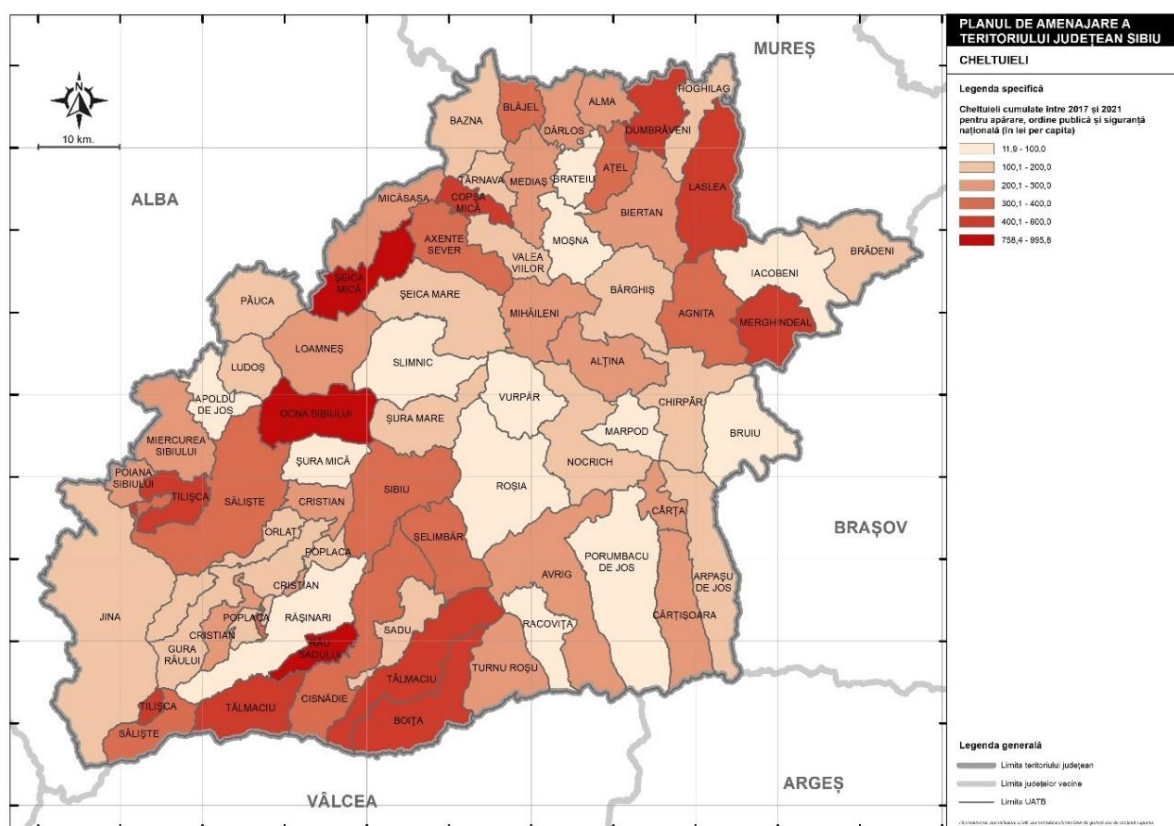 PLANUL DE AMENAJARE A
TERITORIULUI JUDEȚEAN SIBIU
CHELTUIELI
Legenda specifică
Cheltuieli cumulate între 2017 și 2021
pentru apărare, ordine publică și siguranță
națională (în lei per capita)
11,9 - 100,0
100,1 - 200,0
200,1 - 300,0
300,1 - 400,0
400,1 - 600,0
758,4 - 995,8
Legenda generală
Limita teritoriului județean
Limita județelor vecine
Limita UATB
N
10 km.
MUREȘ
ALBA
BRAȘOV
ARGEȘ
VÂLCEA
HOGHILAG
BLĂJEL
ALMA
BAZNA
DÂRLOS
DUMBRĂVENI
TÂRNAVA
MEDIAȘ
BRATEIU
AȚEL
LASLEA
MICĂSASA
COPȘA
MICĂ
BIERTAN
AXENTE
SEVER
MOȘNA
VALEA
VIILOR
BRĂDENI
IACOBENI
ȘEICA
MICĂ
BÂRGHIȘ
PĂUCA
ȘEICA MARE
MIHĂILENI
AGNITA
MERGHINDEAL
LOAMNEȘ
SLIMNIC
ALȚINA
LUDOȘ
APOLDU
DE JOS
VURPĂR
CHIRPĂR
OCNA SIBIULUI
ȘURA MARE
MARPOD
BRUIU
MIERCUREA
SIBIULUI
ȘURA MICĂ
NOCRICH
POIANA
SIBIULUI
TILIȘCA
SĂLIȘTE
CRISTIAN
SIBIU
ROȘIA
CÂRȚA
ORLAT
POPLACA
ȘELIMBĂR
AVRIG
PORUMBACU
DE JOS
ARPAȘU
DE JOS
CRISTIAN
JINA
POPLACA
RĂȘINARI
CÂRȚIȘOARA
CRISTIAN
SADU
RACOVIȚA
GURA
RÂULUI
RÂU
SADULUI
TURNU ROȘU
TĂLMACIU
CISNĂDIE
TILIȘCA
TĂLMACIU
BOIȚA
SĂLIȘTE